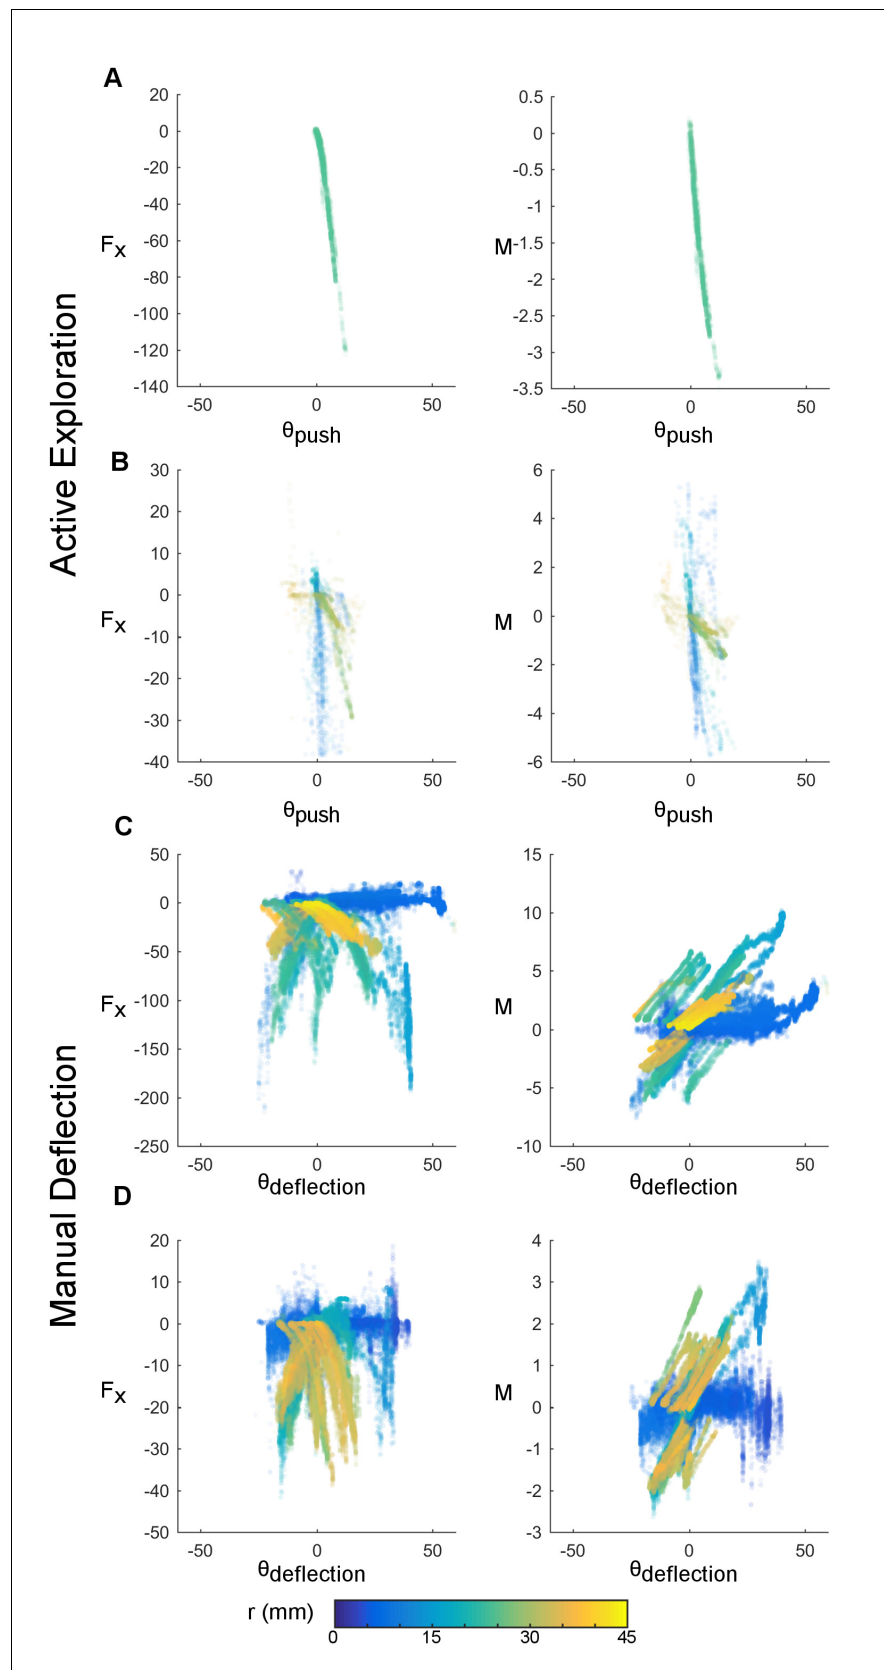 Active Exploration
Manual Deflection
A
20
0
-20
-40
-60
-80
-100
-120
-140
Fx
-50 0 50
θpush
0.5
0
-0.5
-1
-1.5
-2
-2.5
-3
-3.5
M
-50 0 50
θpush
B
30
20
10
0
-10
-20
-30
-40
Fx
-50 0 50
θpush
6
4
2
0
-2
-4
-6
M
-50 0 50
θpush
C
50
0
-50
-100
-150
-200
-250
Fx
-50 0 50
θdeflection
15
10
5
0
-5
-10
M
-50 0 50
θdeflection
D
20
10
0
-10
-20
-30
-40
-50
Fx
-50 0 50
θdeflection
4
3
2
1
0
-1
-2
-3
M
-50 0 50
θdeflection
r (mm)
0 15 30 45